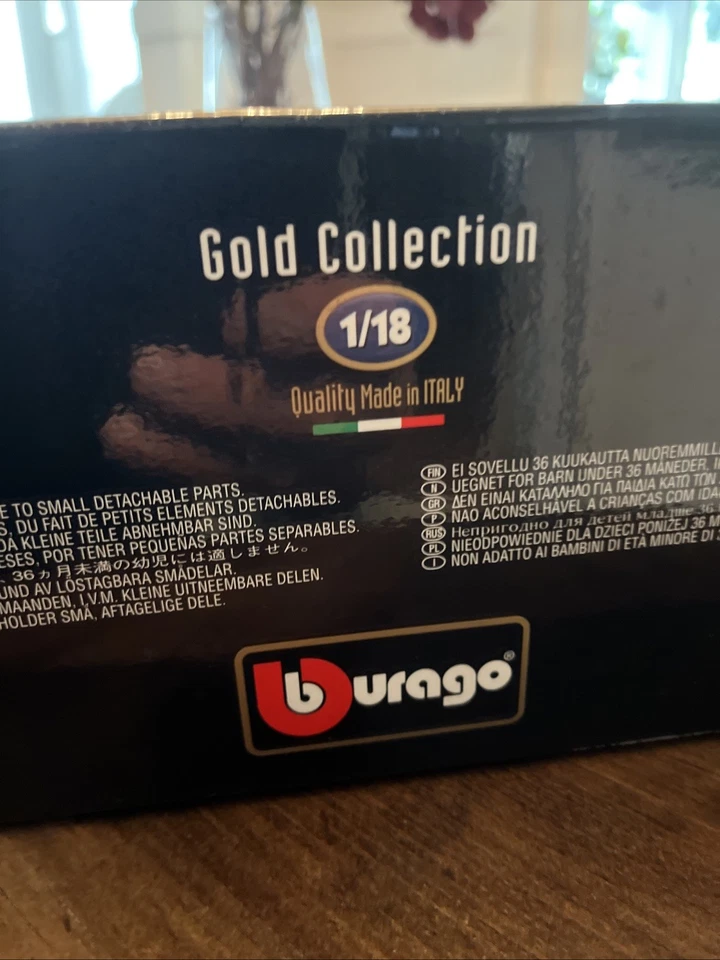 Gold Collection
1/18
Quality Made in ITALY
E TO SMALL DETACHABLE PARTS.
S, DU FAIT DE PETITS ELEMENTS DETACHABLES.
DA KLEINE TEILE ABNEHMBAR SIND.
ESES, POR TENER PEQUEÑAS PARTES SEPARABLES.
36ヵ月未満の幼児には適しません。
UND AV LÖSTAGBARA SMÅDELAR.
MAANDEN, I.V.M. KLEINE UITNEEMBARE DELEN.
HOLDER SMÅ, AFTAGELIGE DELE.
FIN EI SOVELLU 36 KUUKAUTTA NUOREMMILL
N UEGNET FOR BARN UNDER 36 MÅNEDER, I
GR ΔΕΝ ΕΙΝΑΙ ΚΑΤΑΛΛΗΛΟ ΓΙΑ ΠΑΙΔΙΑ ΚΑΤΩ ΤΟΝ
P NÃO ACONSELHÁVEL A CRIANÇAS COM IDA
RUS Непригодно для детей младше 36
PL NIEODPOWIEDNIE DLA DZIECI PONIŻEJ 36 M
I NON ADATTO AI BAMBINI DI ETÀ MINORE DI
burago®